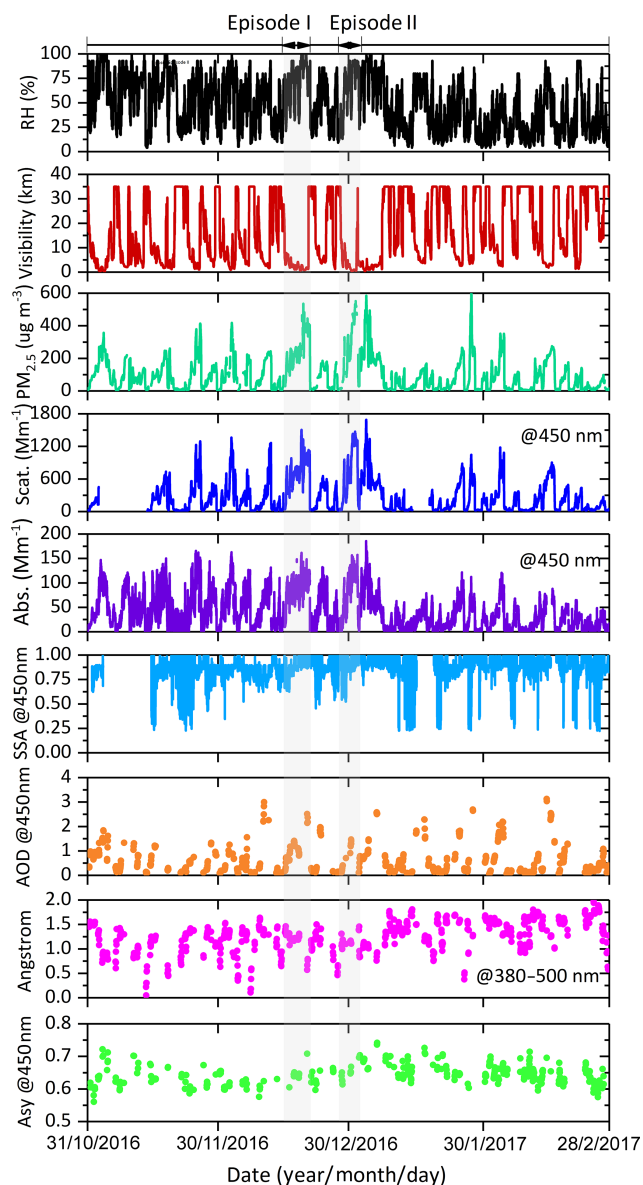 Episode I Episode II
RH (%)
100
75
50
25
0
Visibility (km)
40
30
20
10
0
PM2.5 (ug m-3)
600
400
200
0
Scat. (Mm-1)
1800
1200
600
0
@450 nm
Abs. (Mm-1)
200
150
100
50
0
@450 nm
SSA @450nm
1.00
0.75
0.50
0.25
0.00
AOD @450nm
4
3
2
1
0
Angstrom
2.0
1.5
1.0
0.5
0.0
@380–500 nm
Asy @450nm
0.8
0.7
0.6
0.5
31/10/2016 30/11/2016 30/12/2016 30/1/2017 28/2/2017
Date (year/month/day)